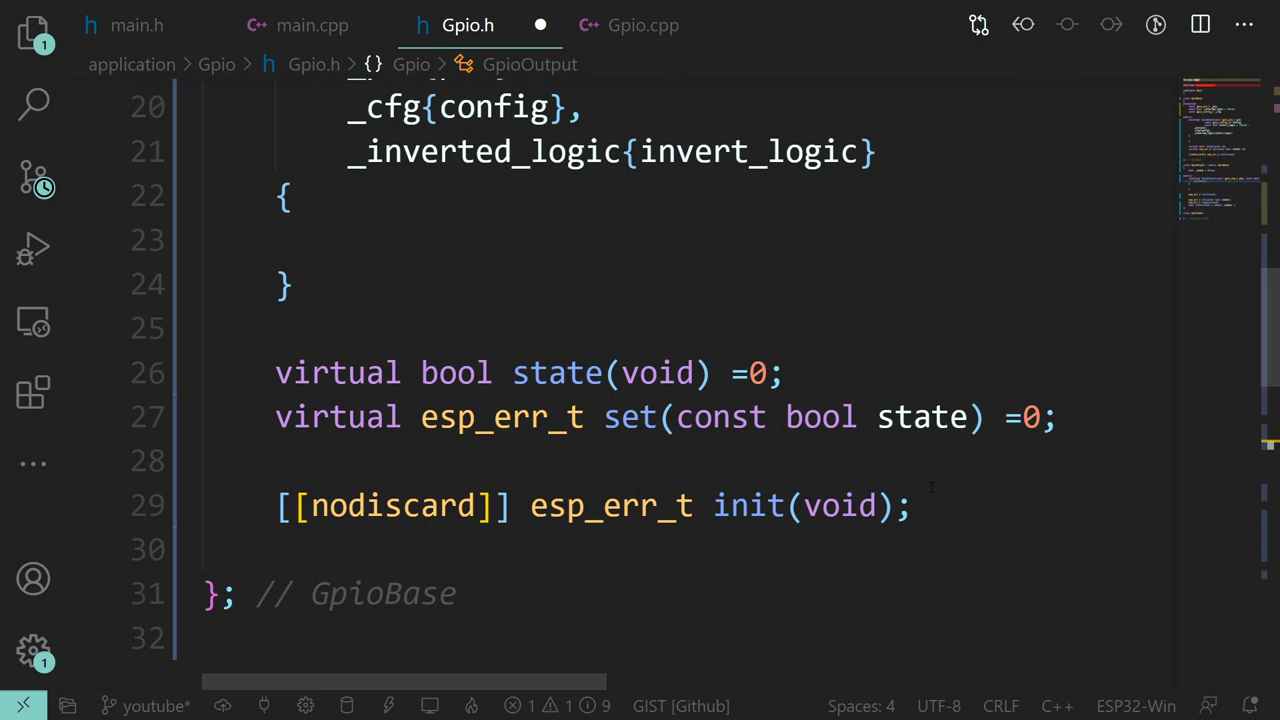 main.h
main.cpp
Gpio.h
Gpio.cpp
application > Gpio > Gpio.h > {} Gpio > GpioOutput
20 _cfg{config},
21 _inverted_logic{invert_logic}
22 {
23
24 }
25
26 virtual bool state(void) =0;
27 virtual esp_err_t set(const bool state) =0;
28
29 [[nodiscard]] esp_err_t init(void);
30
31 }; // GpioBase
32
1
1
youtube* 1 1 1 GIST [Github] Spaces: 4 UTF-8 CRLF C++ ESP32-Win